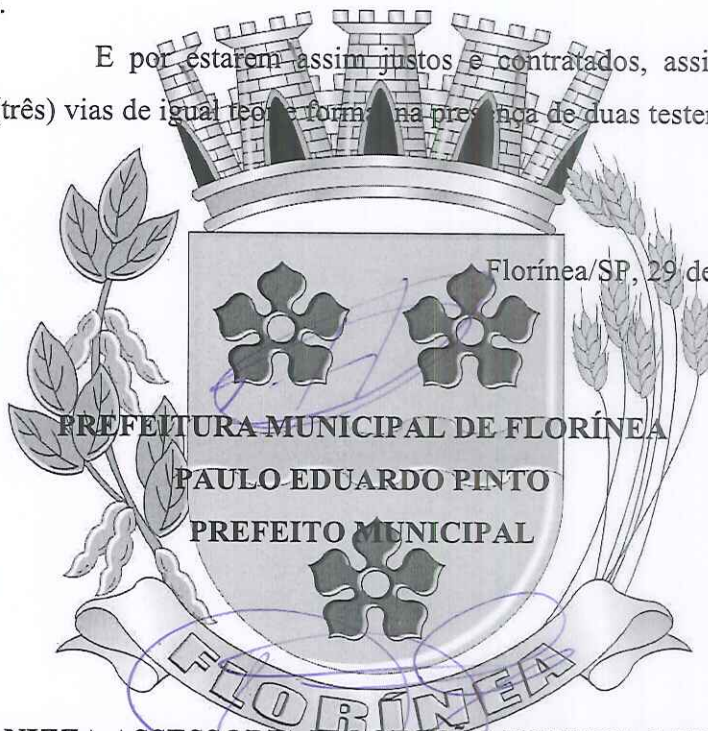 E por estarem assim justos e contratados, assi
(três) vias de igual teor e forma, na presença de duas tester
Florínea/SP, 29 de
PREFEITURA MUNICIPAL DE FLORÍNEA
PAULO EDUARDO PINTO
PREFEITO MUNICIPAL
FLORÍNEA